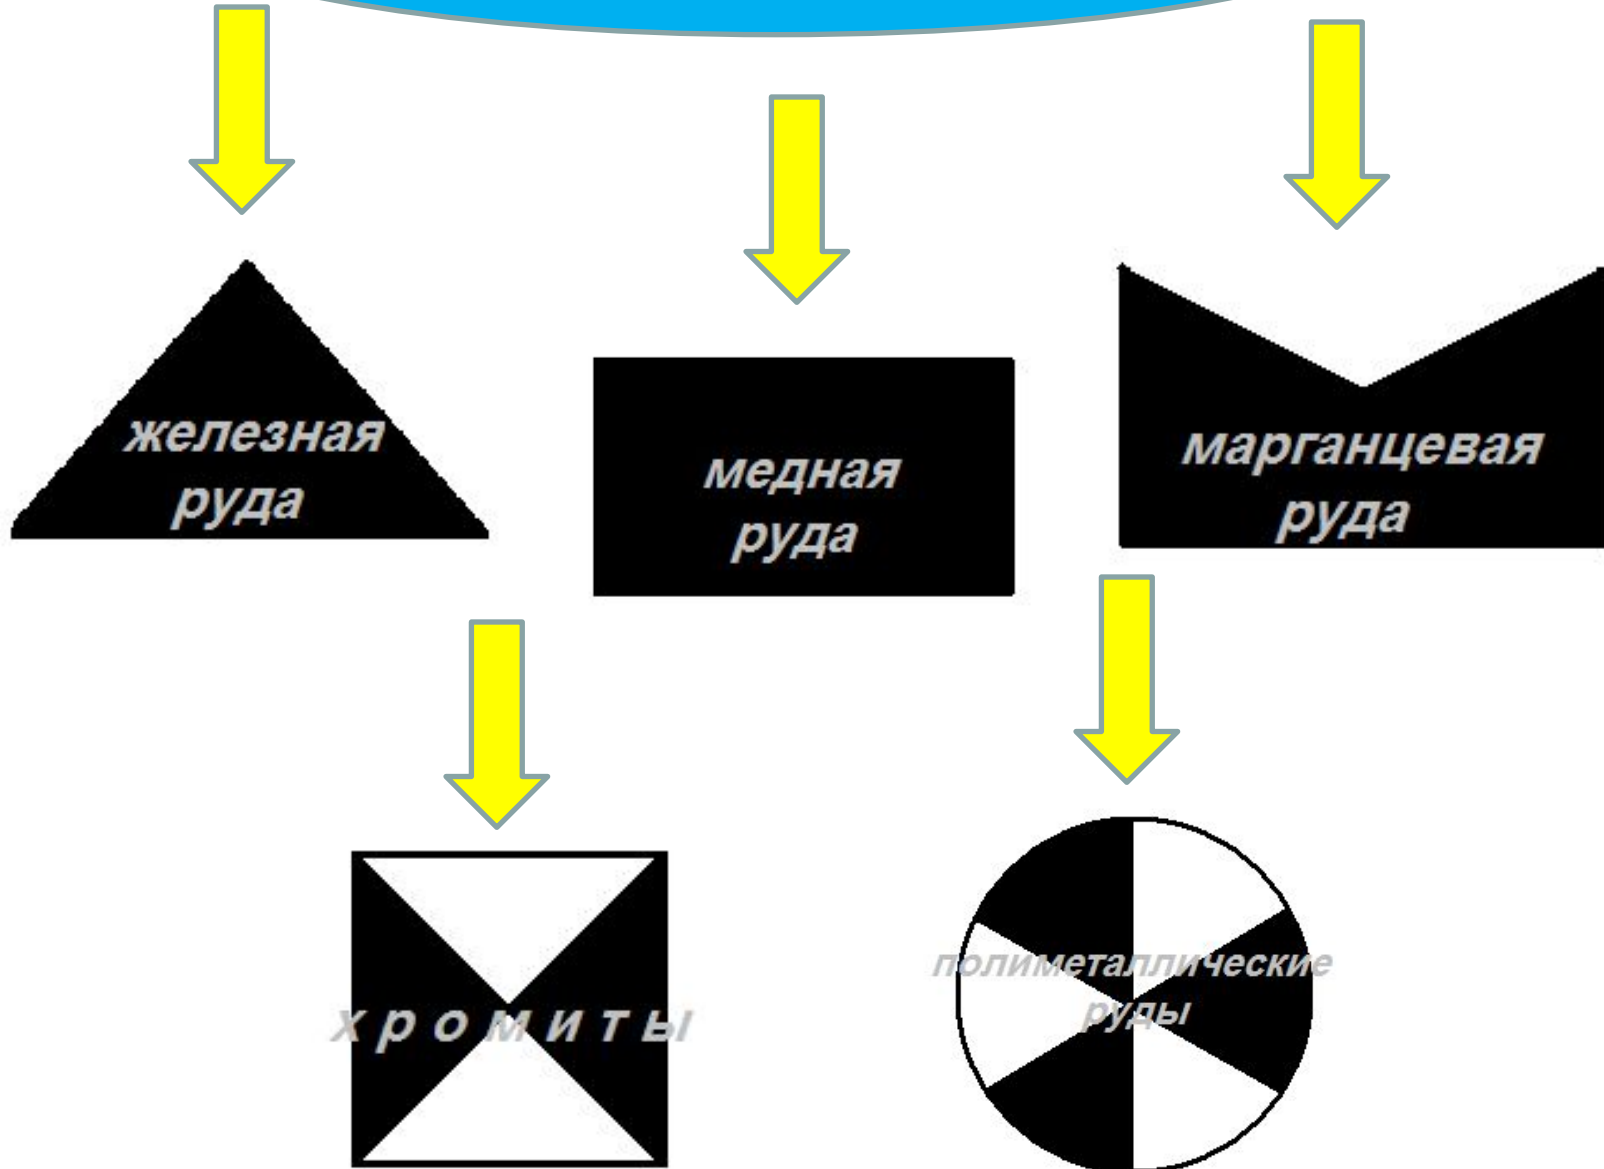 железная
руда
медная
руда
марганцевая
руда
хромиты
полиметаллические
руды